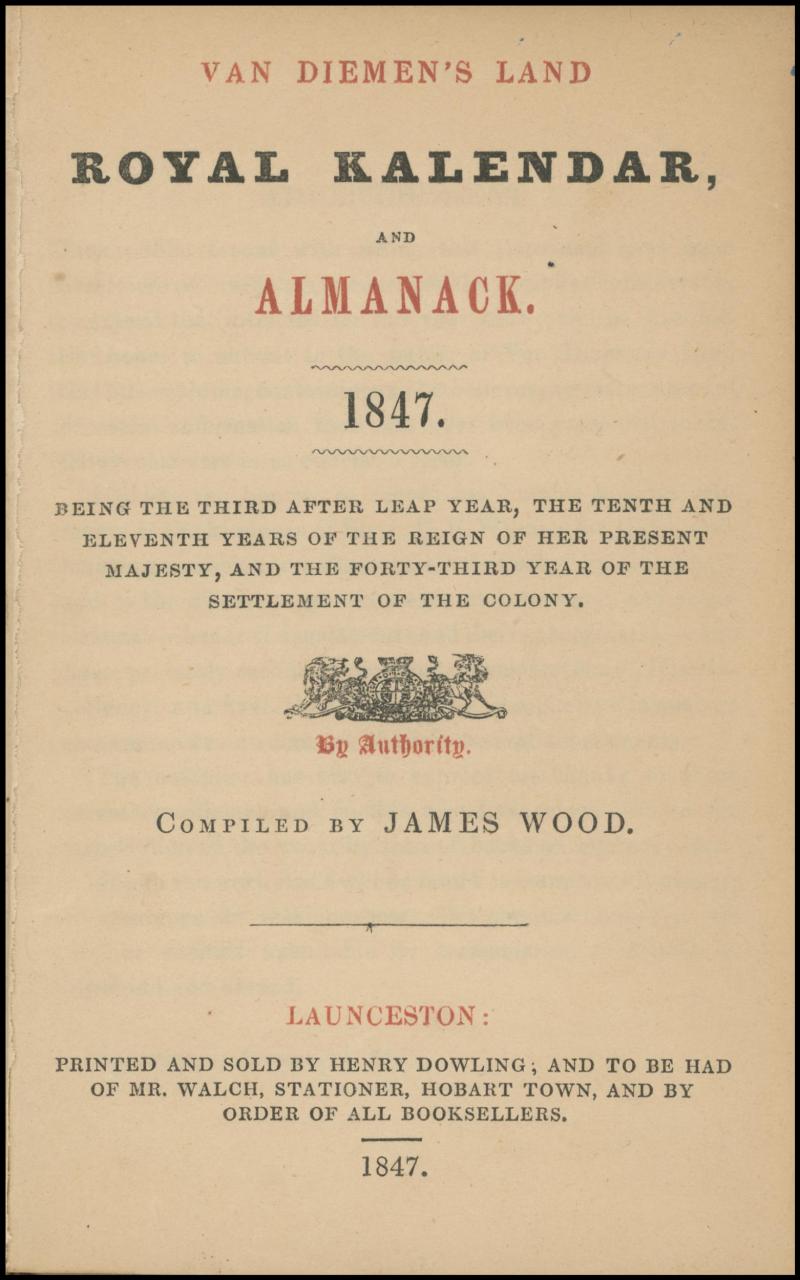 VAN DIEMEN'S LAND
ROYAL KALENDAR,
AND
ALMANACK.
1847.
BEING THE THIRD AFTER LEAP YEAR, THE TENTH AND
ELEVENTH YEARS OF THE REIGN OF HER PRESENT
MAJESTY, AND THE FORTY-THIRD YEAR OF THE
SETTLEMENT OF THE COLONY.
By Authority.
COMPILED BY JAMES WOOD.
LAUNCESTON:
PRINTED AND SOLD BY HENRY DOWLING; AND TO BE HAD
OF MR. WALCH, STATIONER, HOBART TOWN, AND BY
ORDER OF ALL BOOKSELLERS.
1847.